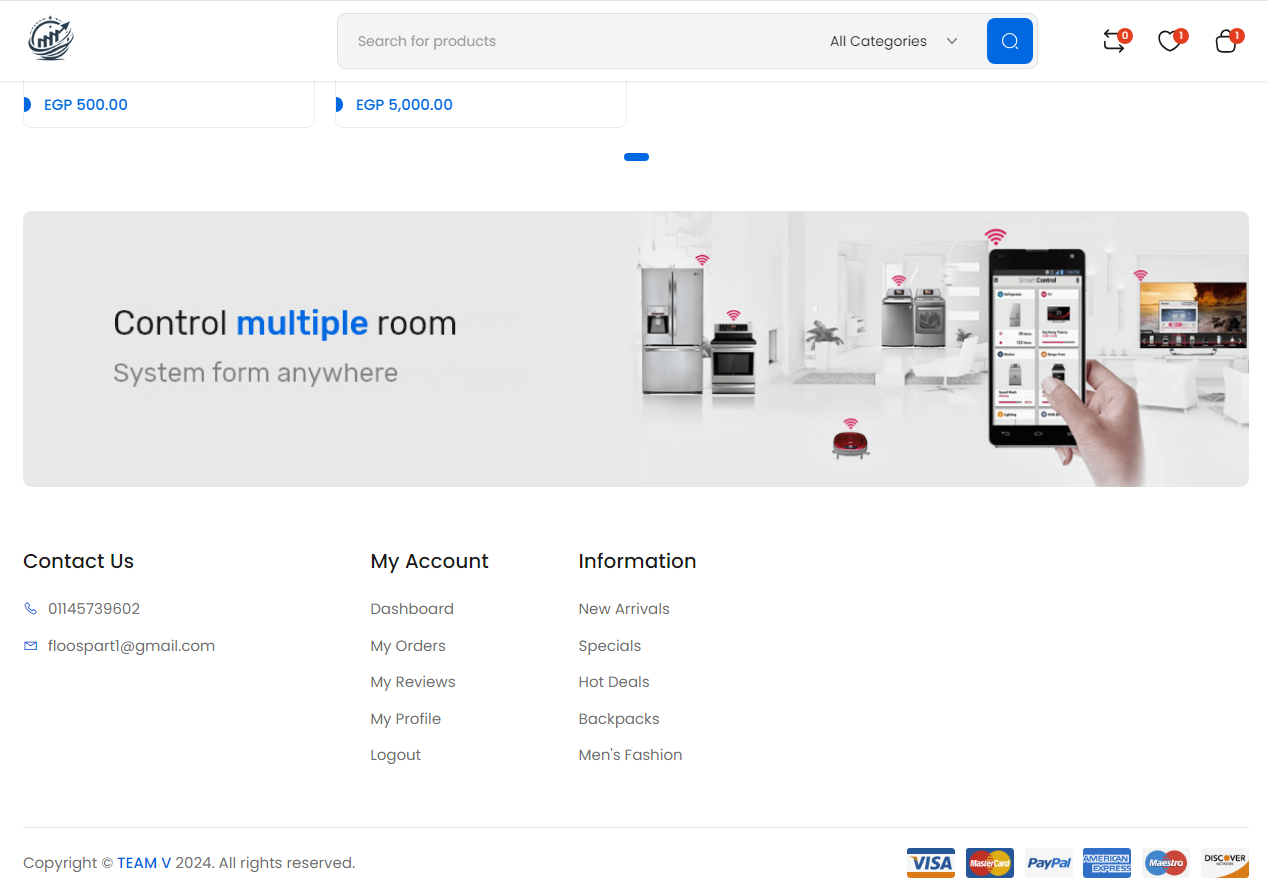 Search for products
All Categories
0
1
1
EGP 500.00
EGP 5,000.00
Control multiple room
System form anywhere
Smart Control
Contact Us
01145739602
floospart1@gmail.com
My Account
Dashboard
My Orders
My Reviews
My Profile
Logout
Information
New Arrivals
Specials
Hot Deals
Backpacks
Men's Fashion
Copyright © TEAM V 2024. All rights reserved.
VISA
MasterCard
PayPal
AMERICAN EXPRESS
Maestro
DISCOVER
NETWORK